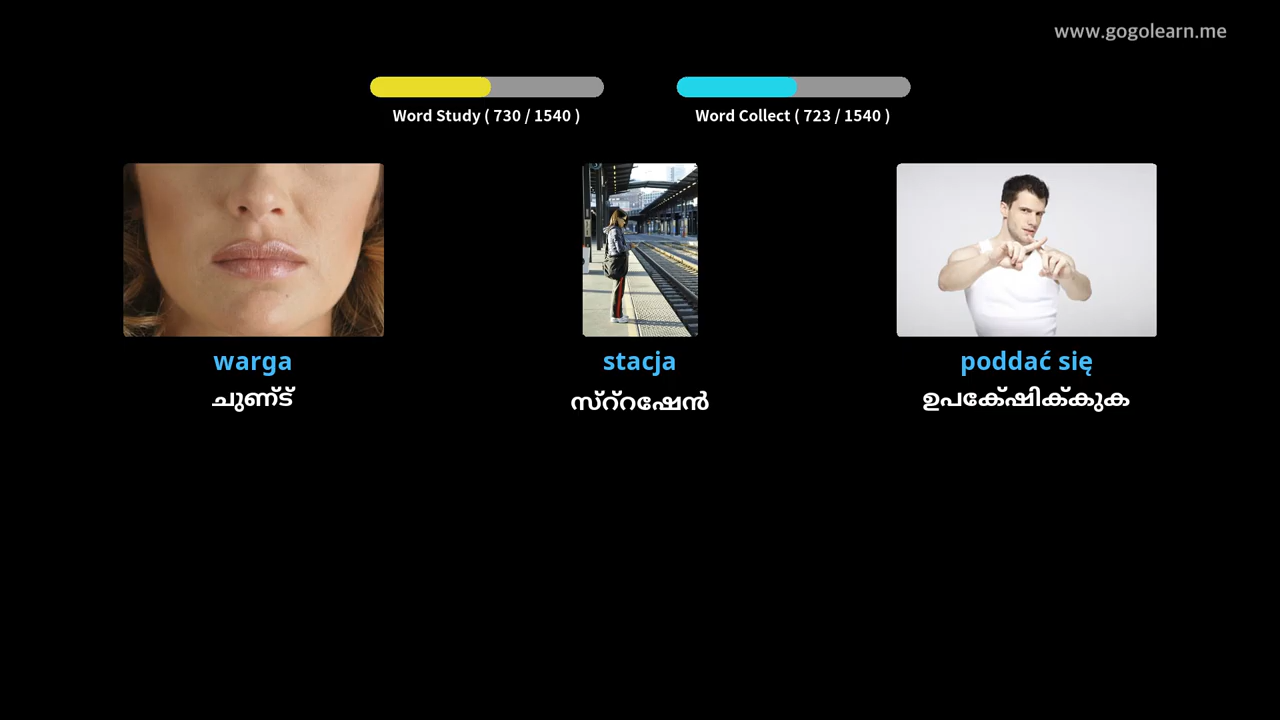 www.gogolearn.me
Word Study ( 730 / 1540 )
Word Collect ( 723 / 1540 )
warga
stacja
poddać się
ചുണ്ട്
സ്റ്റേഷൻ
ഉപേക്ഷിക്കുക